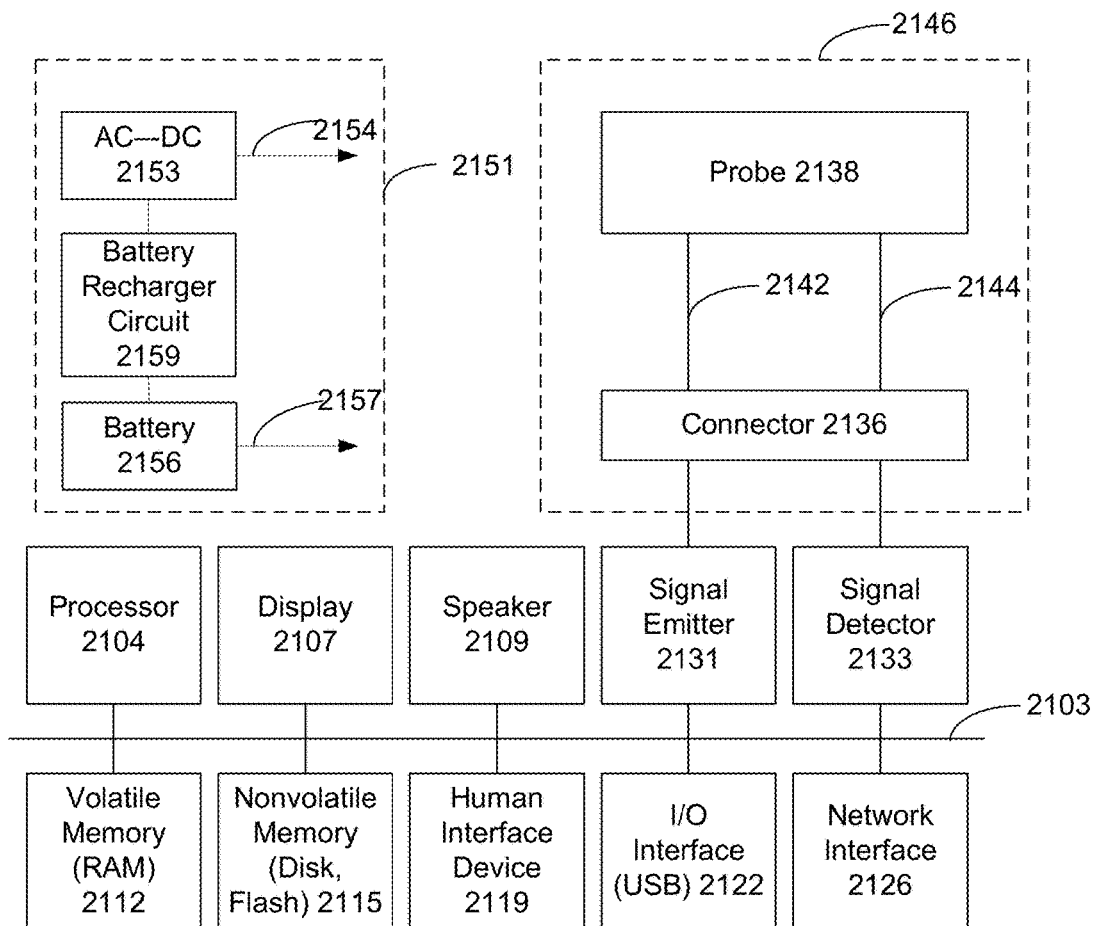 2146
AC---DC
2153
2154
2151
Battery
Recharger
Circuit
2159
Battery
2156
2157
Probe 2138
2142
2144
Connector 2136
Processor
2104
Display
2107
Speaker
2109
Signal
Emitter
2131
Signal
Detector
2133
2103
Volatile
Memory
(RAM)
2112
Nonvolatile
Memory
(Disk,
Flash) 2115
Human
Interface
Device
2119
I/O
Interface
(USB) 2122
Network
Interface
2126